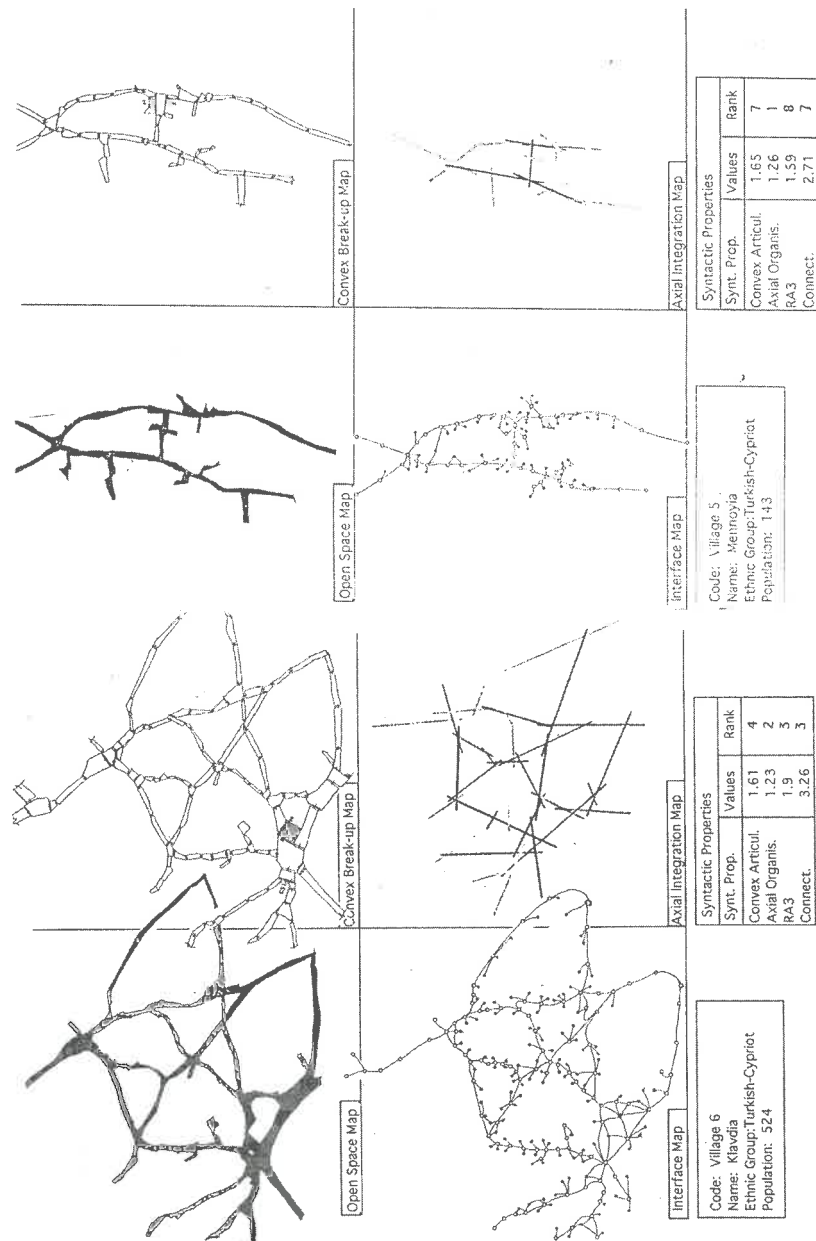 Open Space Map
Convex Break-up Map
Interface Map
Axial Integration Map
Code: Village 5
Name: Mennoyia
Ethnic Group:Turkish-Cypriot
Population: 143
Syntactic Properties
Synt. Prop. Values Rank
Convex Articul. 1.65 7
Axial Organis. 1.26 1
RA3 1.59 8
Connect. 2.71 7
Open Space Map
Convex Break-up Map
Interface Map
Axial Integration Map
Code: Village 6
Name: Klavdia
Ethnic Group:Turkish-Cypriot
Population: 524
Syntactic Properties
Synt. Prop. Values Rank
Convex Articul. 1.61 4
Axial Organis. 1.23 2
RA3 1.9 3
Connect. 3.26 3